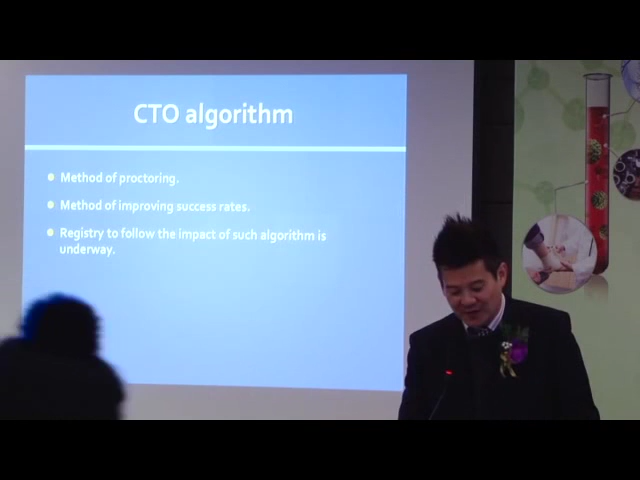 CTO algorithm
Method of proctoring.
Method of improving success rates.
Registry to follow the impact of such algorithm is
underway.